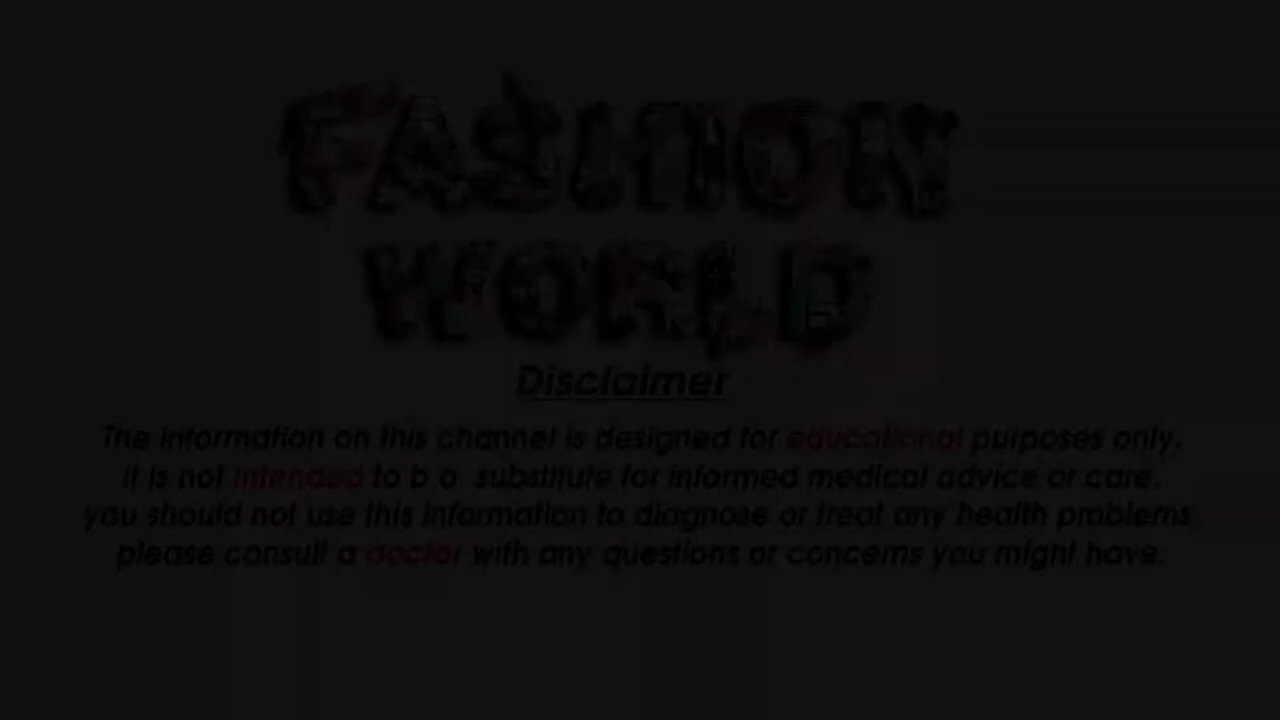 FASHION
WORLD
Disclaimer
The information on this channel is designed for educational purposes only.
it is not intended to b a substitute for informed medical advice or care.
you should not use this information to diagnose or treat any health problems
please consult a doctor with any questions or concerns you might have.